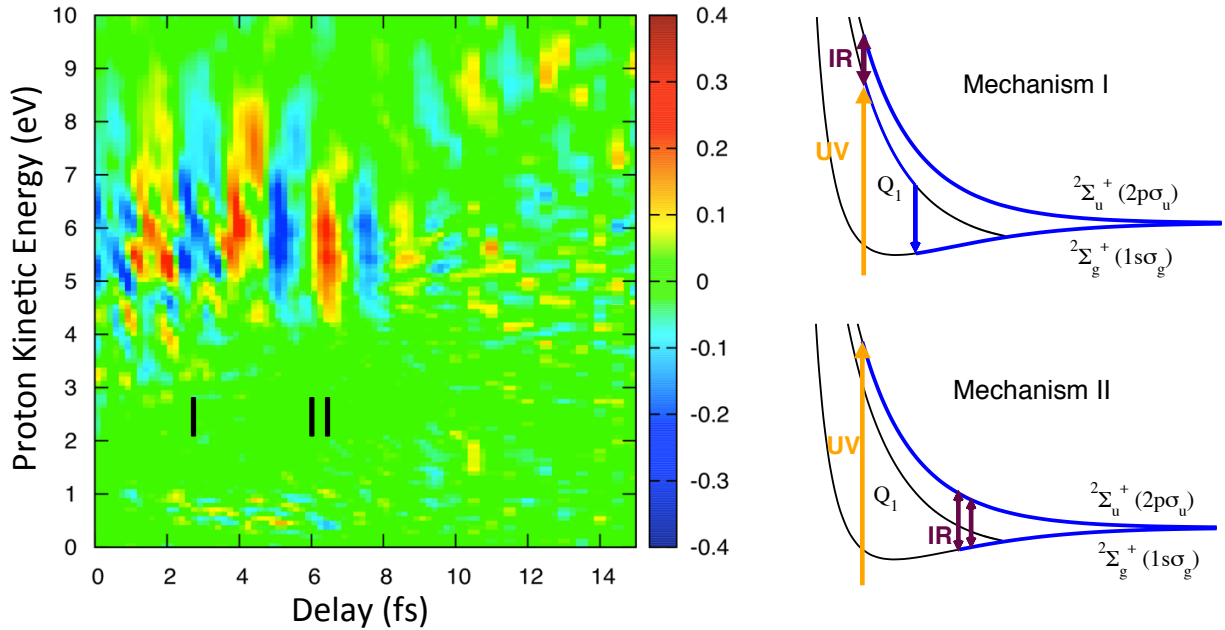 Proton Kinetic Energy (eV)
10
9
8
7
6
5
4
3
2
1
0
I
II
0
2
4
6
8
10
12
14
Delay (fs)
0.4
0.3
0.2
0.1
0
-0.1
-0.2
-0.3
-0.4
IR
Mechanism I
UV
Q₁
²Σᵤ⁺ (2pσᵤ)
²Σg⁺ (1sσg)
Mechanism II
UV
Q₁
IR
²Σᵤ⁺ (2pσᵤ)
²Σg⁺ (1sσg)